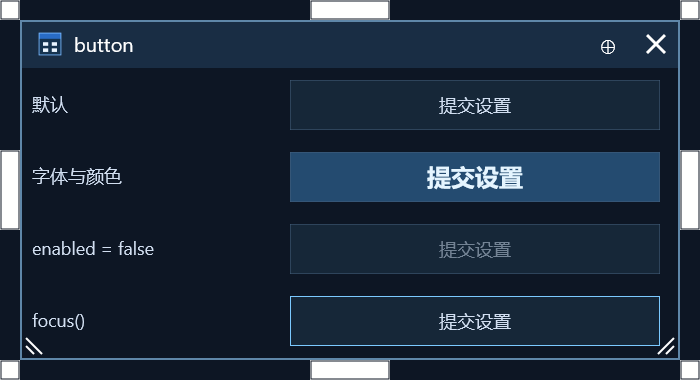 button
默认 提交设置
字体与颜色 提交设置
enabled = false 提交设置
focus() 提交设置